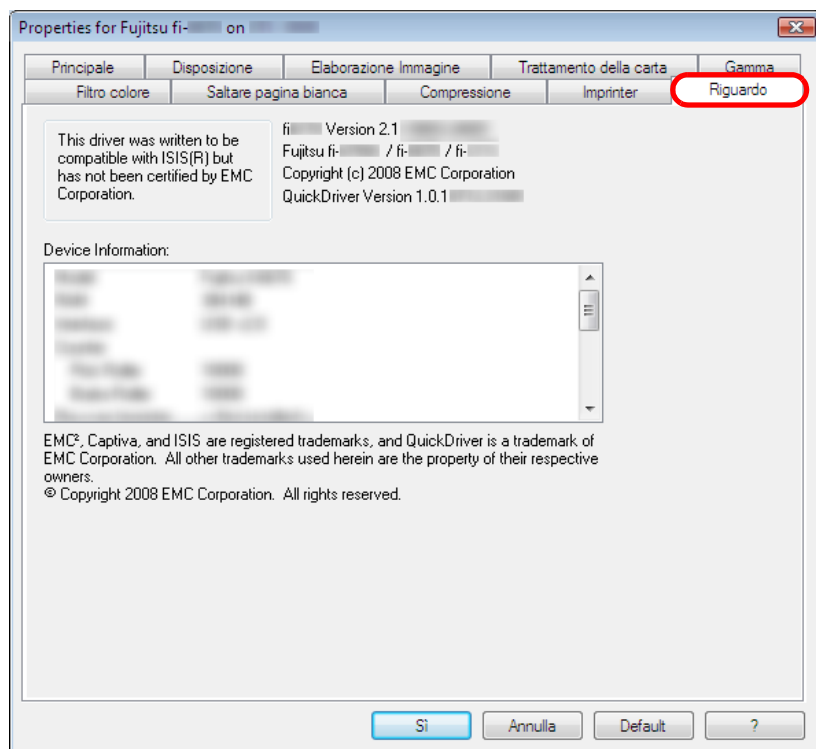 Properties for Fujitsu fi- on
Principale Disposizione Elaborazione Immagine Trattamento della carta Gamma
Filtro colore Saltare pagina bianca Compressione Imprinter Riguardo
This driver was written to be
compatible with ISIS(R) but
has not been certified by EMC
Corporation.
fi Version 2.1
Fujitsu fi- / fi- / fi-
Copyright (c) 2008 EMC Corporation
QuickDriver Version 1.0.1
Device Information:
EMC², Captiva, and ISIS are registered trademarks, and QuickDriver is a trademark of
EMC Corporation. All other trademarks used herein are the property of their respective
owners.
© Copyright 2008 EMC Corporation. All rights reserved.
Sì Annulla Default ?